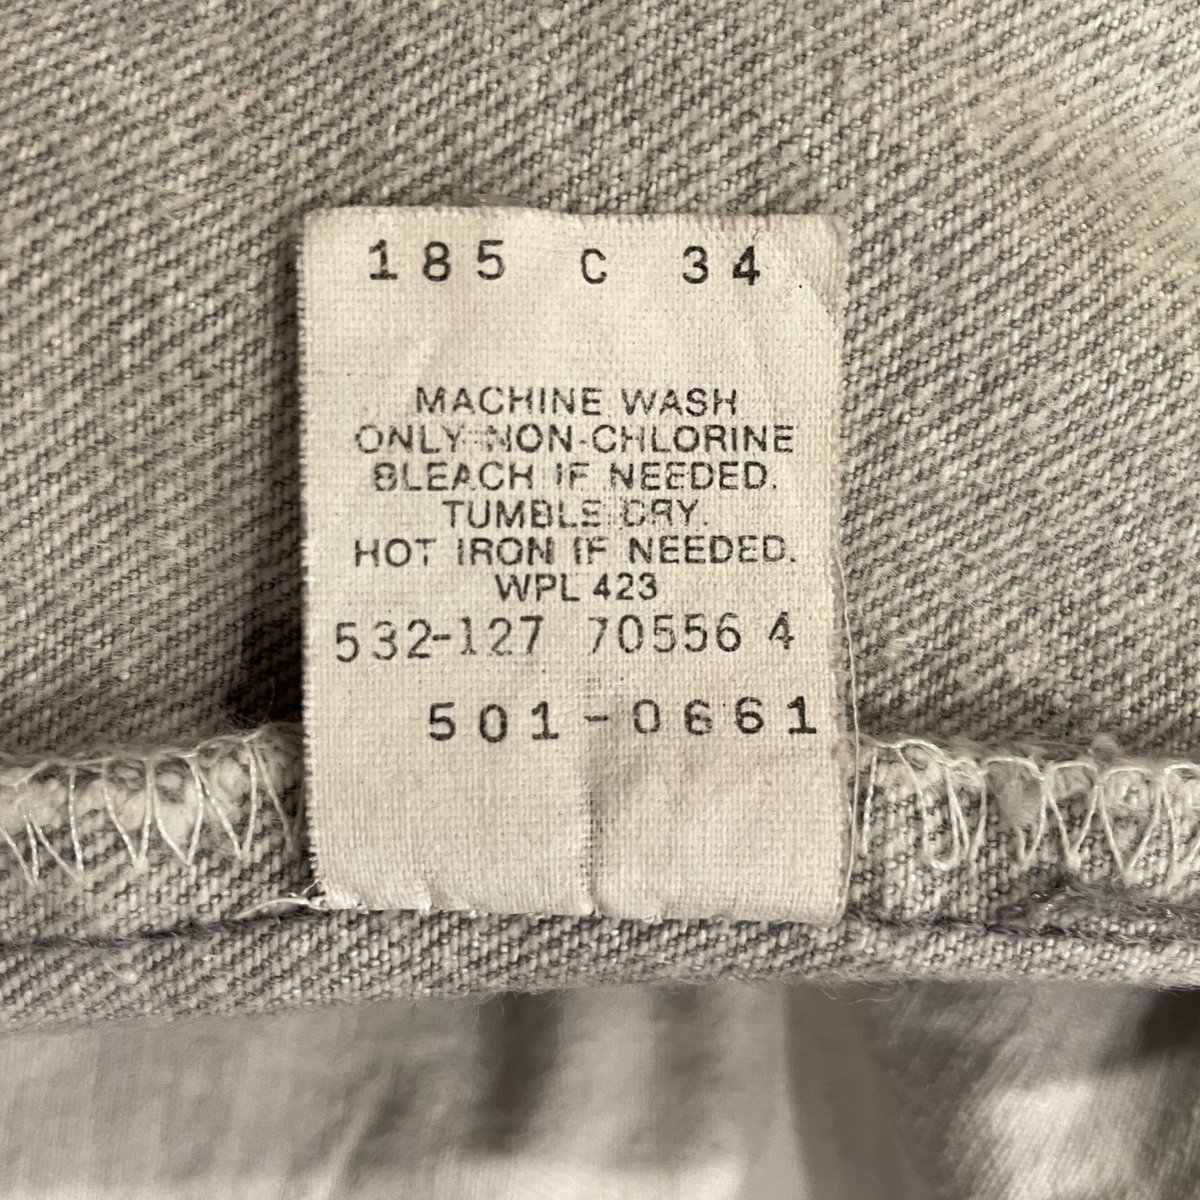 185 C 34
MACHINE WASH
ONLY NON-CHLORINE
BLEACH IF NEEDED.
TUMBLE DRY.
HOT IRON IF NEEDED.
WPL 423
532-127 70556 4
501-0661